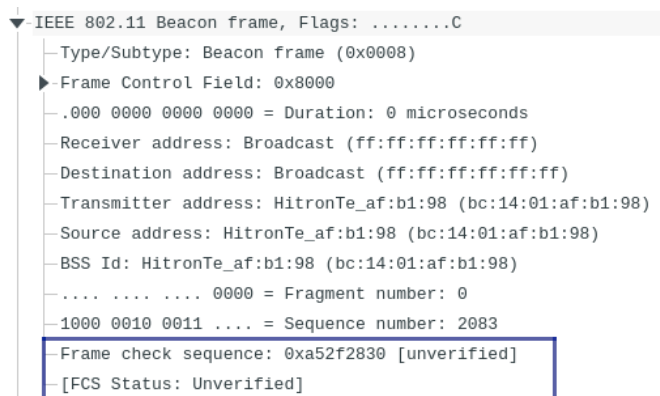 IEEE 802.11 Beacon frame, Flags: ........C
Type/Subtype: Beacon frame (0x0008)
Frame Control Field: 0x8000
.000 0000 0000 0000 = Duration: 0 microseconds
Receiver address: Broadcast (ff:ff:ff:ff:ff:ff)
Destination address: Broadcast (ff:ff:ff:ff:ff:ff)
Transmitter address: HitronTe_af:b1:98 (bc:14:01:af:b1:98)
Source address: HitronTe_af:b1:98 (bc:14:01:af:b1:98)
BSS Id: HitronTe_af:b1:98 (bc:14:01:af:b1:98)
.... .... .... 0000 = Fragment number: 0
1000 0010 0011 .... = Sequence number: 2083
Frame check sequence: 0xa52f2830 [unverified]
[FCS Status: Unverified]